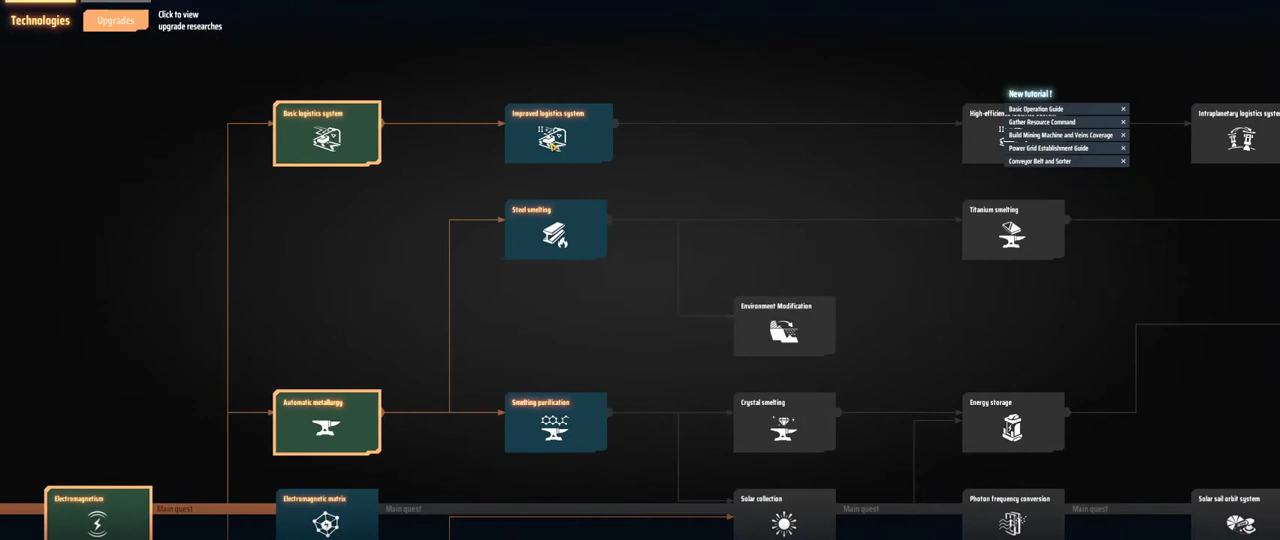 Technologies
Upgrades
Click to view
upgrade researches
New tutorial !
Basic Operation Guide
Gather Resource Command
Build Mining Machine and Veins Coverage
Power Grid Establishment Guide
Conveyor Belt and Sorter
Basic logistics system
Improved logistics system
II
Intraplanetary logistics
Steel smelting
Titanium smelting
Environment Modification
Automatic metallurgy
Smelting purification
Crystal smelting
Energy storage
Electromagnetism
Main quest
Electromagnetic matrix
Main quest
Solar collection
Main quest
Photon frequency conversion
Main quest
Solar sail orbit system